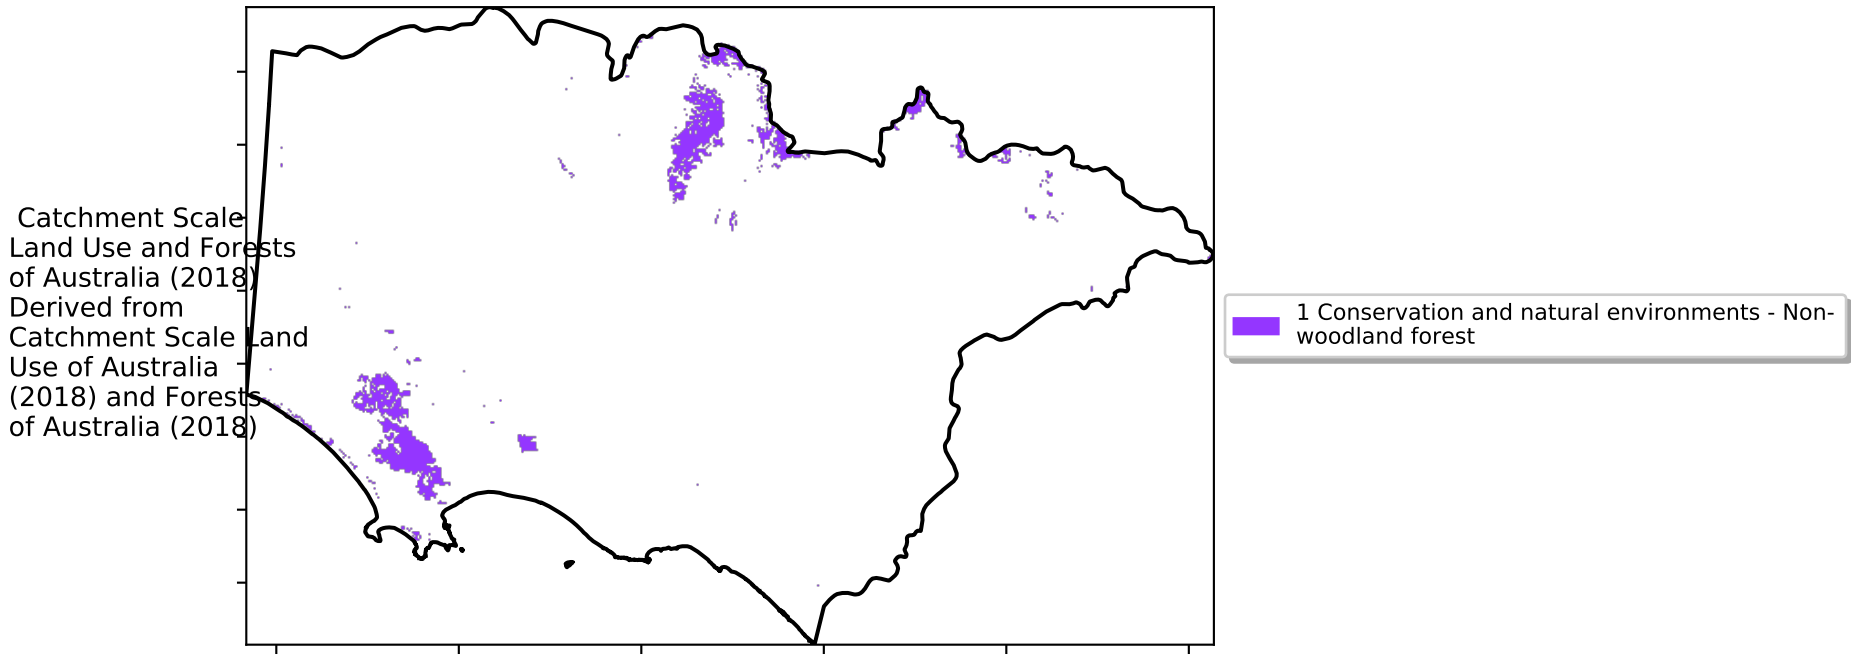 Catchment Scale
Land Use and Forests
of Australia (2018)
Derived from
Catchment Scale Land
Use of Australia
(2018) and Forests
of Australia (2018)
1 Conservation and natural environments - Non-
woodland forest